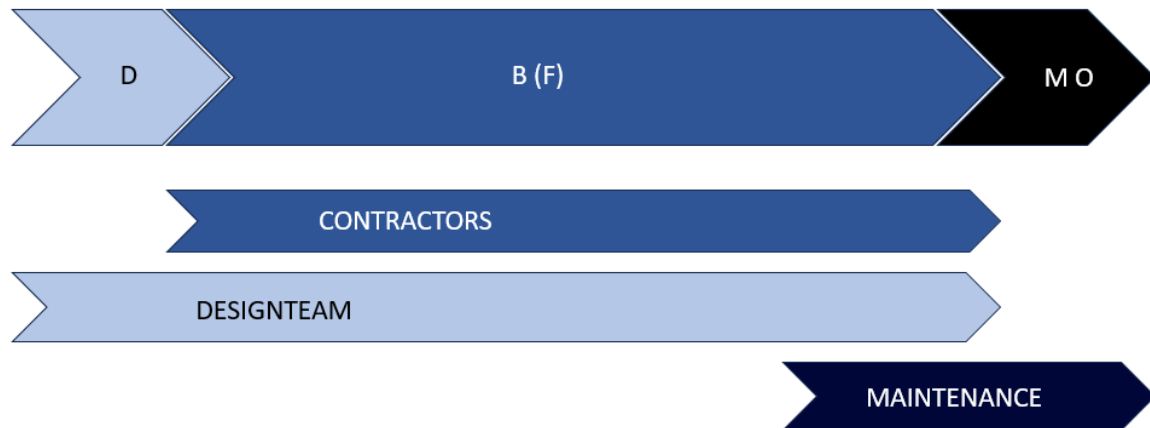 D
B (F)
M O
CONTRACTORS
DESIGNTEAM
MAINTENANCE